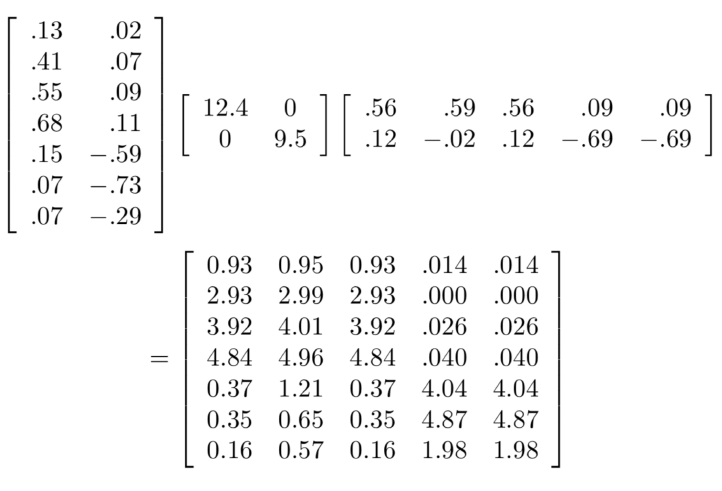 .13 .02
.41 .07
.55 .09
.68 .11
.15 −.59
.07 −.73
.07 −.29
12.4 0
0 9.5
.56 .59 .56 .09 .09
.12 −.02 .12 −.69 −.69
=
0.93 0.95 0.93 .014 .014
2.93 2.99 2.93 .000 .000
3.92 4.01 3.92 .026 .026
4.84 4.96 4.84 .040 .040
0.37 1.21 0.37 4.04 4.04
0.35 0.65 0.35 4.87 4.87
0.16 0.57 0.16 1.98 1.98